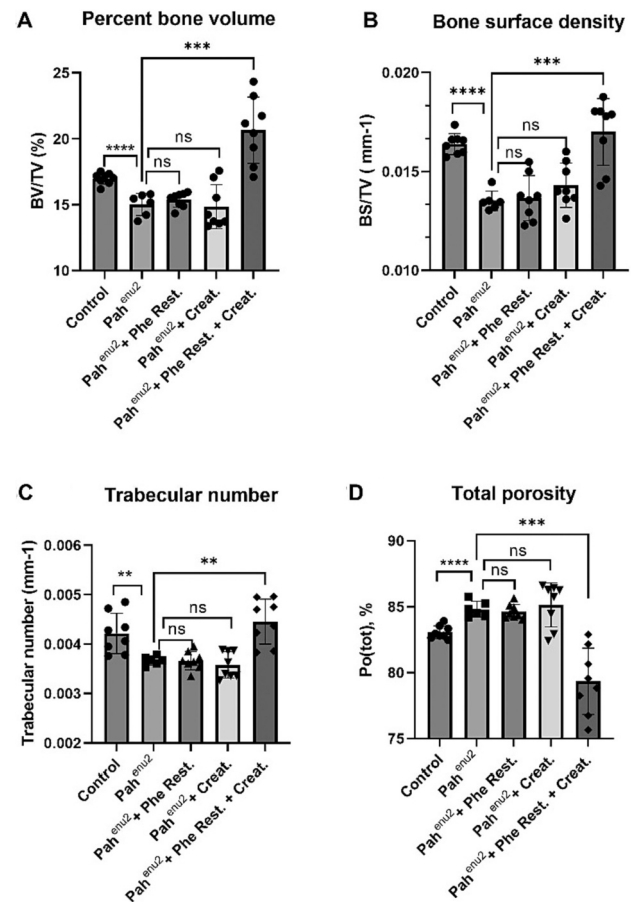 A
Percent bone volume
***
25
20
15
10
BV/TV (%)
****
ns
ns
Control
Pah enu2
Pah enu2+ Phe Rest.
Pah enu2+ Creat.
Pah enu2+ Phe Rest. + Creat.
B
Bone surface density
***
0.020
0.015
0.010
BS/TV ( mm-1)
****
ns
ns
Control
Pah enu2
Pah enu2+ Phe Rest.
Pah enu2+ Creat.
Pah enu2+ Phe Rest. + Creat.
C
Trabecular number
0.006
0.005
0.004
0.003
0.002
Trabecular number (mm-1)
**
**
ns
ns
Control
Pah enu2
Pah enu2+ Phe Rest.
Pah enu2+ Creat.
Pah enu2+ Phe Rest. + Creat.
D
Total porosity
90
85
80
75
Po(tot), %
***
****
ns
ns
Control
Pah enu2
Pah enu2+ Phe Rest.
Pah enu2+ Creat.
Pah enu2+ Phe Rest. + Creat.